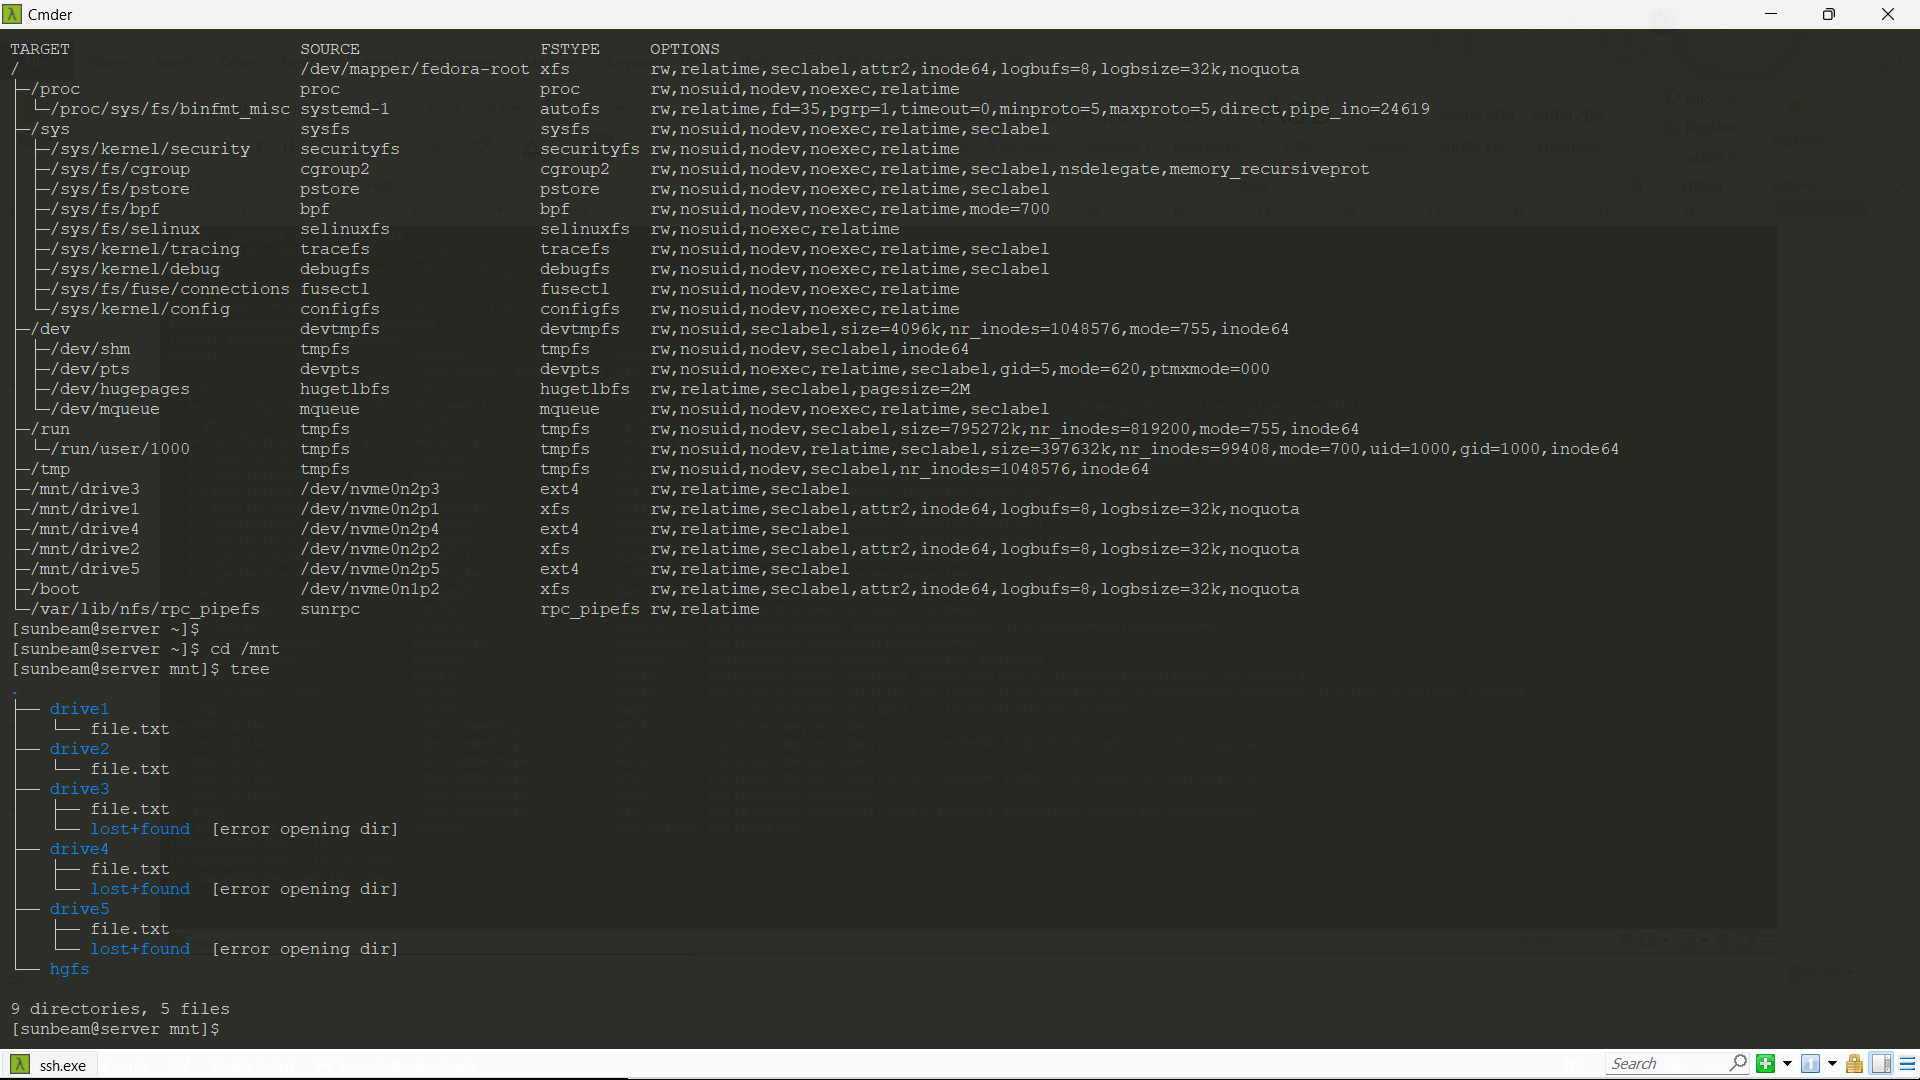 Cmder
TARGET SOURCE FSTYPE OPTIONS
/ /dev/mapper/fedora-root xfs rw,relatime,seclabel,attr2,inode64,logbufs=8,logbsize=32k,noquota
├─/proc proc proc rw,nosuid,nodev,noexec,relatime
│ └─/proc/sys/fs/binfmt_misc systemd-1 autofs rw,relatime,fd=35,pgrp=1,timeout=0,minproto=5,maxproto=5,direct,pipe_ino=24619
├─/sys sysfs sysfs rw,nosuid,nodev,noexec,relatime,seclabel
│ ├─/sys/kernel/security securityfs securityfs rw,nosuid,nodev,noexec,relatime
│ ├─/sys/fs/cgroup cgroup2 cgroup2 rw,nosuid,nodev,noexec,relatime,seclabel,nsdelegate,memory_recursiveprot
│ ├─/sys/fs/pstore pstore pstore rw,nosuid,nodev,noexec,relatime,seclabel
│ ├─/sys/fs/bpf bpf bpf rw,nosuid,nodev,noexec,relatime,mode=700
│ ├─/sys/fs/selinux selinuxfs selinuxfs rw,nosuid,noexec,relatime
│ ├─/sys/kernel/tracing tracefs tracefs rw,nosuid,nodev,noexec,relatime,seclabel
│ ├─/sys/kernel/debug debugfs debugfs rw,nosuid,nodev,noexec,relatime,seclabel
│ ├─/sys/fs/fuse/connections fusectl fusectl rw,nosuid,nodev,noexec,relatime
│ └─/sys/kernel/config configfs configfs rw,nosuid,nodev,noexec,relatime
├─/dev devtmpfs devtmpfs rw,nosuid,seclabel,size=4096k,nr_inodes=1048576,mode=755,inode64
│ ├─/dev/shm tmpfs tmpfs rw,nosuid,nodev,seclabel,inode64
│ ├─/dev/pts devpts devpts rw,nosuid,noexec,relatime,seclabel,gid=5,mode=620,ptmxmode=000
│ ├─/dev/hugepages hugetlbfs hugetlbfs rw,relatime,seclabel,pagesize=2M
│ └─/dev/mqueue mqueue mqueue rw,nosuid,nodev,noexec,relatime,seclabel
├─/run tmpfs tmpfs rw,nosuid,nodev,seclabel,size=795272k,nr_inodes=819200,mode=755,inode64
│ └─/run/user/1000 tmpfs tmpfs rw,nosuid,nodev,relatime,seclabel,size=397632k,nr_inodes=99408,mode=700,uid=1000,gid=1000,inode64
├─/tmp tmpfs tmpfs rw,nosuid,nodev,seclabel,nr_inodes=1048576,inode64
├─/mnt/drive3 /dev/nvme0n2p3 ext4 rw,relatime,seclabel
├─/mnt/drive1 /dev/nvme0n2p1 xfs rw,relatime,seclabel,attr2,inode64,logbufs=8,logbsize=32k,noquota
├─/mnt/drive4 /dev/nvme0n2p4 ext4 rw,relatime,seclabel
├─/mnt/drive2 /dev/nvme0n2p2 xfs rw,relatime,seclabel,attr2,inode64,logbufs=8,logbsize=32k,noquota
├─/mnt/drive5 /dev/nvme0n2p5 ext4 rw,relatime,seclabel
├─/boot /dev/nvme0n1p2 xfs rw,relatime,seclabel,attr2,inode64,logbufs=8,logbsize=32k,noquota
└─/var/lib/nfs/rpc_pipefs sunrpc rpc_pipefs rw,relatime
[sunbeam@server ~]$
[sunbeam@server ~]$ cd /mnt
[sunbeam@server mnt]$ tree
.
├── drive1
│   └── file.txt
├── drive2
│   └── file.txt
├── drive3
│   ├── file.txt
│   └── lost+found  [error opening dir]
├── drive4
│   ├── file.txt
│   └── lost+found  [error opening dir]
├── drive5
│   ├── file.txt
│   └── lost+found  [error opening dir]
└── hgfs
9 directories, 5 files
[sunbeam@server mnt]$
ssh.exe Search